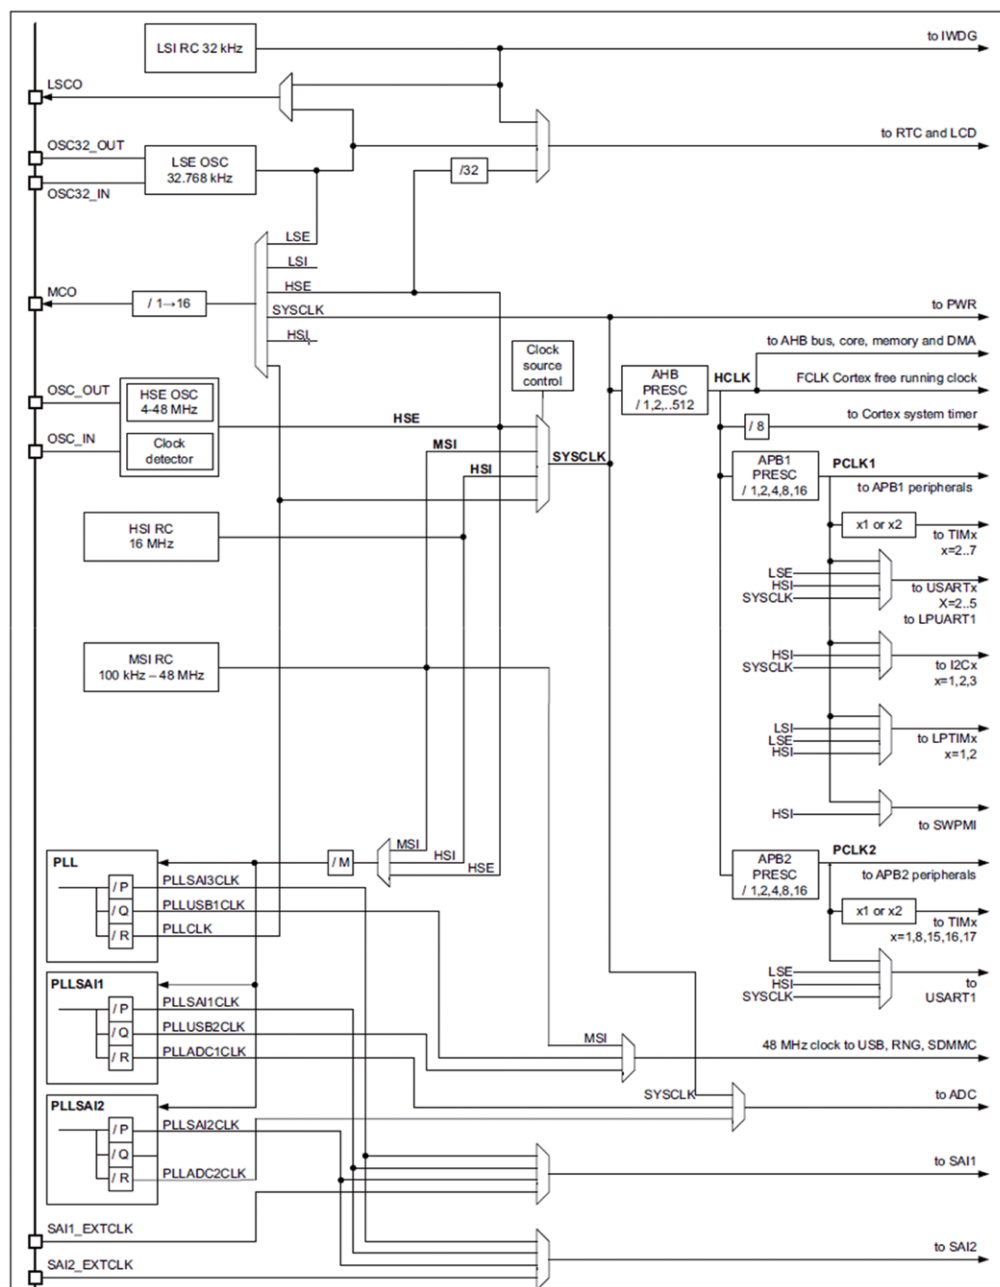 LSI RC 32 kHz
to IWDG
LSCO
to RTC and LCD
OSC32_OUT
LSE OSC
32.768 kHz
/32
OSC32_IN
LSE
LSI
HSE
MCO
/ 1→16
SYSCLK
to PWR
HSI
Clock
source
control
to AHB bus, core, memory and DMA
AHB
PRESC
/ 1,2,..512
HCLK
FCLK Cortex free running clock
OSC_OUT
HSE OSC
4-48 MHz
OSC_IN
Clock
detector
HSE
MSI
HSI
SYSCLK
/ 8
to Cortex system timer
APB1
PRESC
/ 1,2,4,8,16
PCLK1
to APB1 peripherals
HSI RC
16 MHz
x1 or x2
to TIMx
x=2..7
LSE
HSI
SYSCLK
to USARTx
X=2..5
to LPUART1
MSI RC
100 kHz – 48 MHz
HSI
SYSCLK
to I2Cx
x=1,2,3
LSI
LSE
HSI
to LPTIMx
x=1,2
HSI
to SWPMI
MSI
HSI
HSE
/ M
PLL
/ P
PLLSAI3CLK
/ Q
PLLUSB1CLK
/ R
PLLCLK
APB2
PRESC
/ 1,2,4,8,16
PCLK2
to APB2 peripherals
x1 or x2
to TIMx
x=1,8,15,16,17
LSE
HSI
SYSCLK
to
USART1
PLLSAI1
/ P
PLLSAI1CLK
/ Q
PLLUSB2CLK
/ R
PLLADC1CLK
MSI
48 MHz clock to USB, RNG, SDMMC
SYSCLK
to ADC
PLLSAI2
/ P
PLLSAI2CLK
/ Q
/ R
PLLADC2CLK
to SAI1
SAI1_EXTCLK
to SAI2
SAI2_EXTCLK